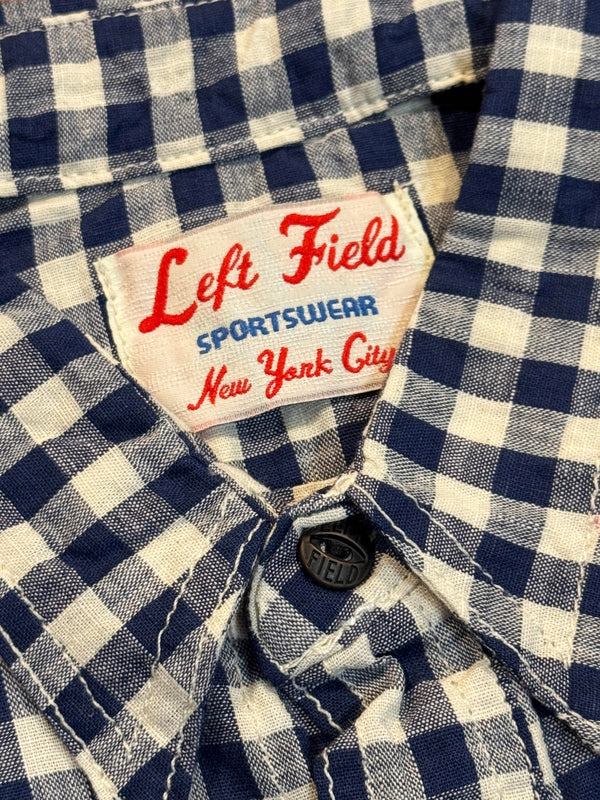 Left Field
SPORTSWEAR
New York City
FIELD